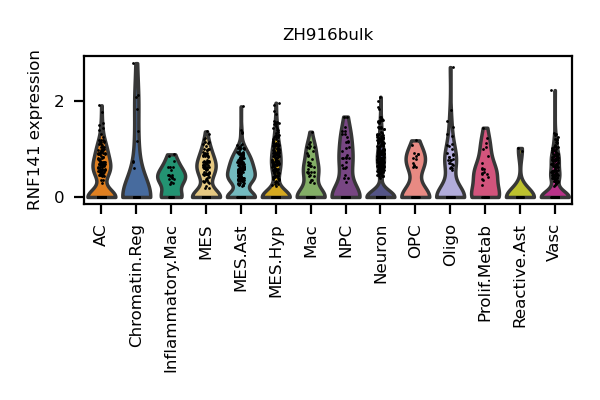 ZH916bulk
RNF141 expression
2
0
AC
Chromatin.Reg
Inflammatory.Mac
MES
MES.Ast
MES.Hyp
Mac
NPC
Neuron
OPC
Oligo
Prolif.Metab
Reactive.Ast
Vasc